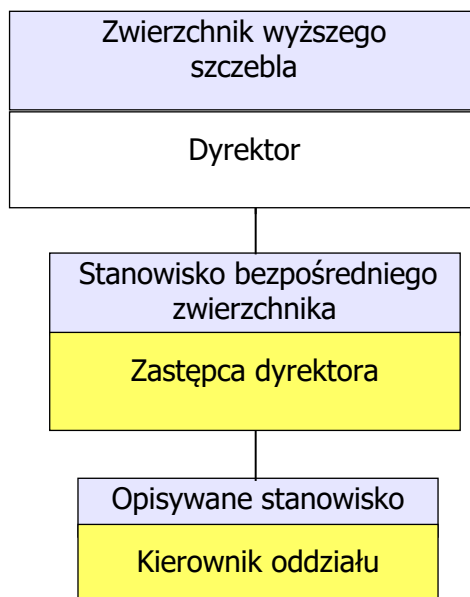 Zwierzchnik wyższego
szczebla
Dyrektor
Stanowisko bezpośredniego
zwierzchnika
Zastępca dyrektora
Opisywane stanowisko
Kierownik oddziału